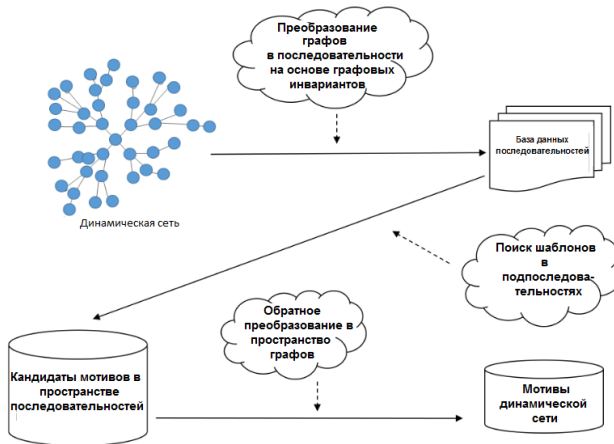 Преобразование
графов
в последовательности
на основе графовых
инвариантов
База данных
последовательностей
Динамическая сеть
Поиск шаблонов
в
подпоследова-
тельностях
Обратное
преобразование в
пространство
графов
Кандидаты мотивов в
пространстве
последовательностей
Мотивы
динамической
сети